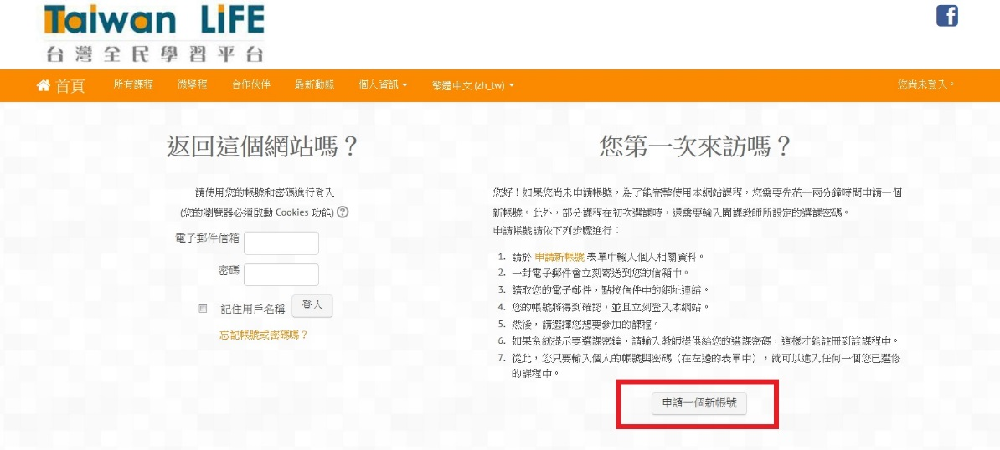 Taiwan LiFE
台灣全民學習平台
首頁 所有課程 微學程 合作伙伴 最新動態 個人資訊 繁體中文 (zh_tw) 您尚未登入。
返回這個網站嗎？
請使用您的帳號和密碼進行登入
(您的瀏覽器必須啟動 Cookies 功能) ?
電子郵件信箱
密碼
記住用戶名稱 登入
忘記帳號或密碼嗎？
您第一次來訪嗎？
您好！如果您尚未申請帳號，為了能完整使用本網站課程，您需要先花一兩分鐘時間申請一個
新帳號。此外，部分課程在初次選課時，還需要輸入開課教師所設定的選課密碼。
申請帳號請依下列步驟進行：
1. 請於 申請新帳號 表單中輸入個人相關資料。
2. 一封電子郵件會立刻寄送到您的信箱中。
3. 讀取您的電子郵件，點按信件中的網址連結。
4. 您的帳號將得到確認，並且立刻登入本網站。
5. 然後，請選擇您想要參加的課程。
6. 如果系統提示要選課密鑰，請輸入教師提供給您的選課密碼，這樣才能註冊到該課程中。
7. 從此，您只要輸入個人的帳號與密碼（在左邊的表單中），就可以進入任何一個您已選修
的課程中。
申請一個新帳號